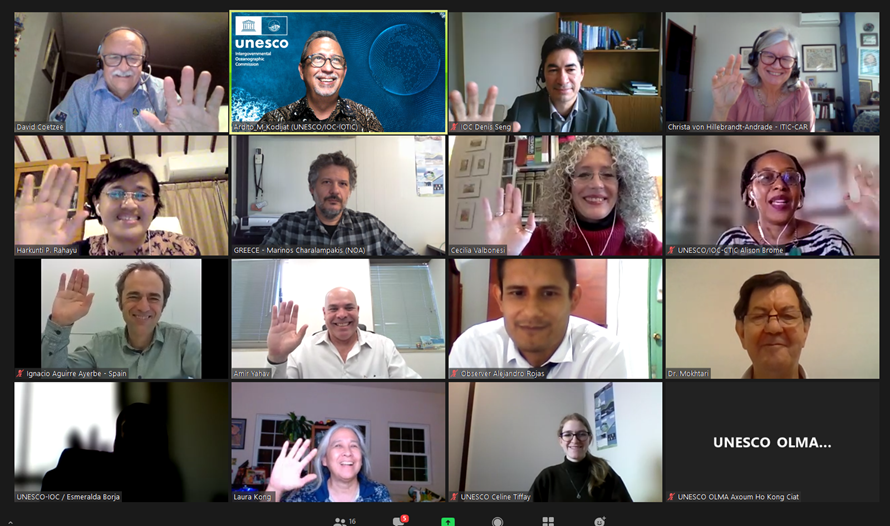 David Coetzee
unesco
Intergovernmental
Oceanographic
Commission
Ardito M. Kodijat (UNESCO/IOC-IOTIC)
IOC Denis Seng
Christa von Hillebrandt-Andrade - ITIC-CAR
Harkunti P. Rahayu
GREECE - Marinos Charalampakis (NOA)
Cecilia Valbonesi
UNESCO/IOC-CTIC Alison Brome
Ignacio Aguirre Ayerbe - Spain
Amir Yahav
Observer Alejandro Rojas
Dr. Mokhtari
UNESCO-IOC / Esmeralda Borja
Laura Kong
UNESCO Celine Tiffay
UNESCO OLMA...
UNESCO OLMA Axoum Ho Kong Ciat
16